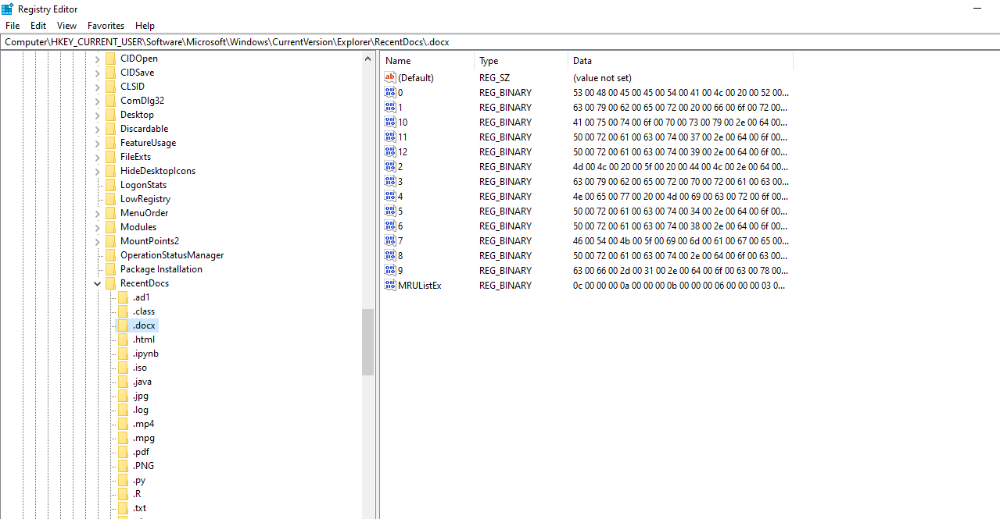 Registry Editor
File Edit View Favorites Help
Computer\HKEY_CURRENT_USER\Software\Microsoft\Windows\CurrentVersion\Explorer\RecentDocs\.docx
CIDOpen
CIDSave
CLSID
ComDlg32
Desktop
Discardable
FeatureUsage
FileExts
HideDesktopIcons
LogonStats
LowRegistry
MenuOrder
Modules
MountPoints2
OperationStatusManager
Package Installation
RecentDocs
.ad1
.class
.docx
.html
.ipynb
.iso
.java
.jpg
.log
.mp4
.mpg
.pdf
.PNG
.py
.R
.txt
Name Type Data
(Default) REG_SZ (value not set)
0 REG_BINARY 53 00 48 00 45 00 45 00 54 00 41 00 4c 00 20 00 52 00...
1 REG_BINARY 63 00 79 00 62 00 65 00 72 00 20 00 66 00 6f 00 72 00...
10 REG_BINARY 41 00 75 00 74 00 6f 00 70 00 73 00 79 00 2e 00 64 00...
11 REG_BINARY 50 00 72 00 61 00 63 00 74 00 37 00 2e 00 64 00 6f 00...
12 REG_BINARY 50 00 72 00 61 00 63 00 74 00 39 00 2e 00 64 00 6f 00...
2 REG_BINARY 4d 00 4c 00 20 00 5f 00 20 00 44 00 4c 00 2e 00 64 00...
3 REG_BINARY 63 00 79 00 62 00 65 00 72 00 70 00 72 00 61 00 63 00...
4 REG_BINARY 4e 00 65 00 77 00 20 00 4d 00 69 00 63 00 72 00 6f 00...
5 REG_BINARY 50 00 72 00 61 00 63 00 74 00 34 00 2e 00 64 00 6f 00...
6 REG_BINARY 50 00 72 00 61 00 63 00 74 00 38 00 2e 00 64 00 6f 00...
7 REG_BINARY 46 00 54 00 4b 00 5f 00 69 00 6d 00 61 00 67 00 65 00...
8 REG_BINARY 50 00 72 00 61 00 63 00 74 00 2e 00 64 00 6f 00 63 00...
9 REG_BINARY 63 00 66 00 2d 00 31 00 2e 00 64 00 6f 00 63 00 78 00...
MRUListEx REG_BINARY 0c 00 00 00 0a 00 00 00 0b 00 00 00 06 00 00 00 03 0...